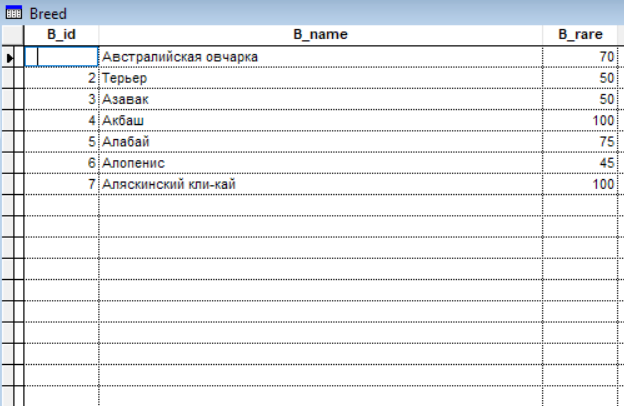 Breed
B_id B_name B_rare
Австралийская овчарка 70
2 Терьер 50
3 Азавак 50
4 Акбаш 100
5 Алабай 75
6 Алопенис 45
7 Аляскинский кли-кай 100